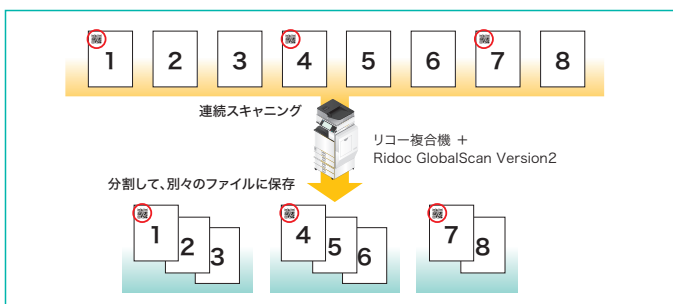 1 2 3 4 5 6 7 8
連続スキャニング
リコー複合機 ＋
Ridoc GlobalScan Version2
分割して、別々のファイルに保存
1 2 3 4 5 6 7 8